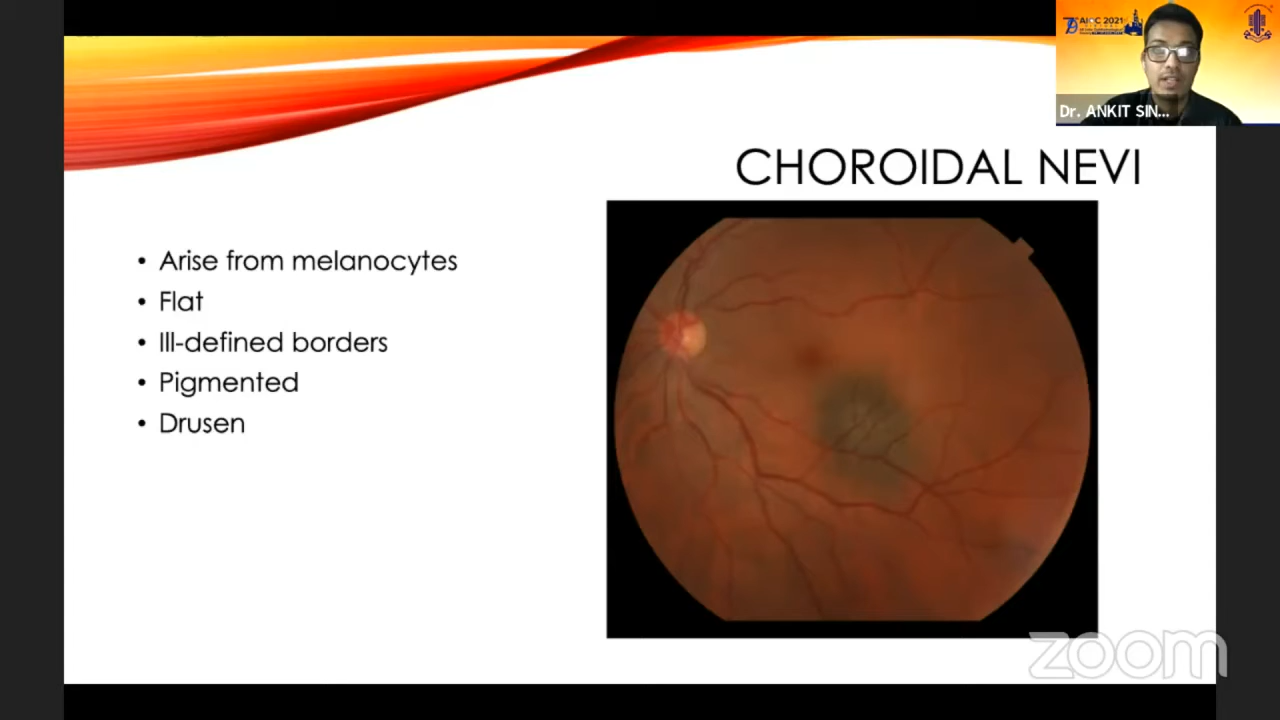 AIOC 2021
Dr. ANKIT SIN...
CHOROIDAL NEVI
• Arise from melanocytes
• Flat
• Ill-defined borders
• Pigmented
• Drusen
zoom